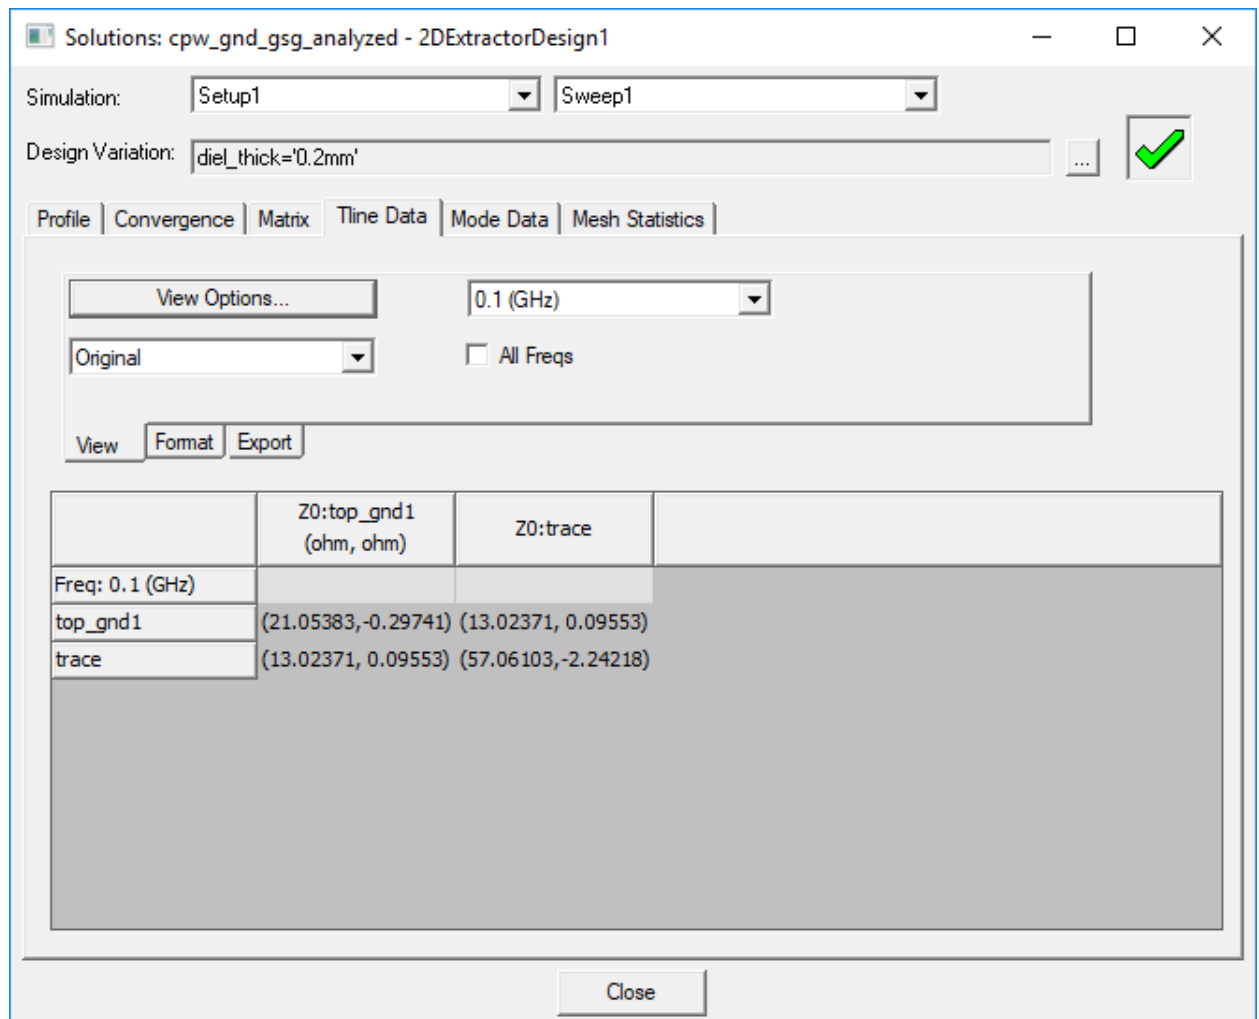 Solutions: cpw_gnd_gsg_analyzed - 2DExtractorDesign1
Simulation: Setup1 Sweep1
Design Variation: diel_thick='0.2mm' ...
Profile Convergence Matrix Tline Data Mode Data Mesh Statistics
View Options... 0.1 (GHz)
Original All Freqs
View Format Export
Z0:top_gnd1 Z0:trace
(ohm, ohm)
Freq: 0.1 (GHz)
top_gnd1 (21.05383,-0.29741) (13.02371, 0.09553)
trace (13.02371, 0.09553) (57.06103,-2.24218)
Close